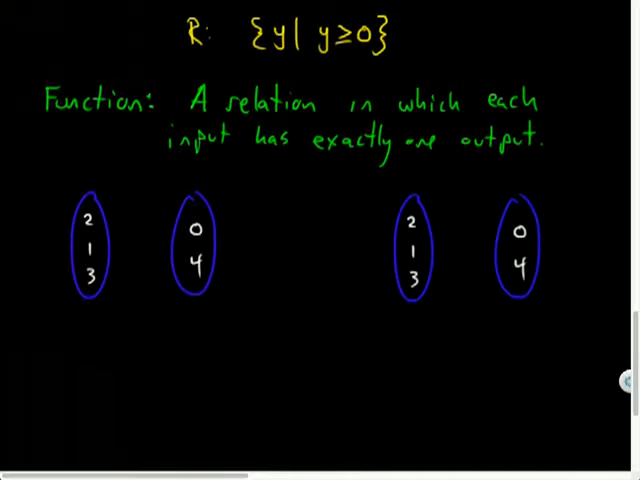 R: {y| y≥0}
Function: A relation in which each
input has exactly one output.
2 0 2 0
1 4 1 4
3 3